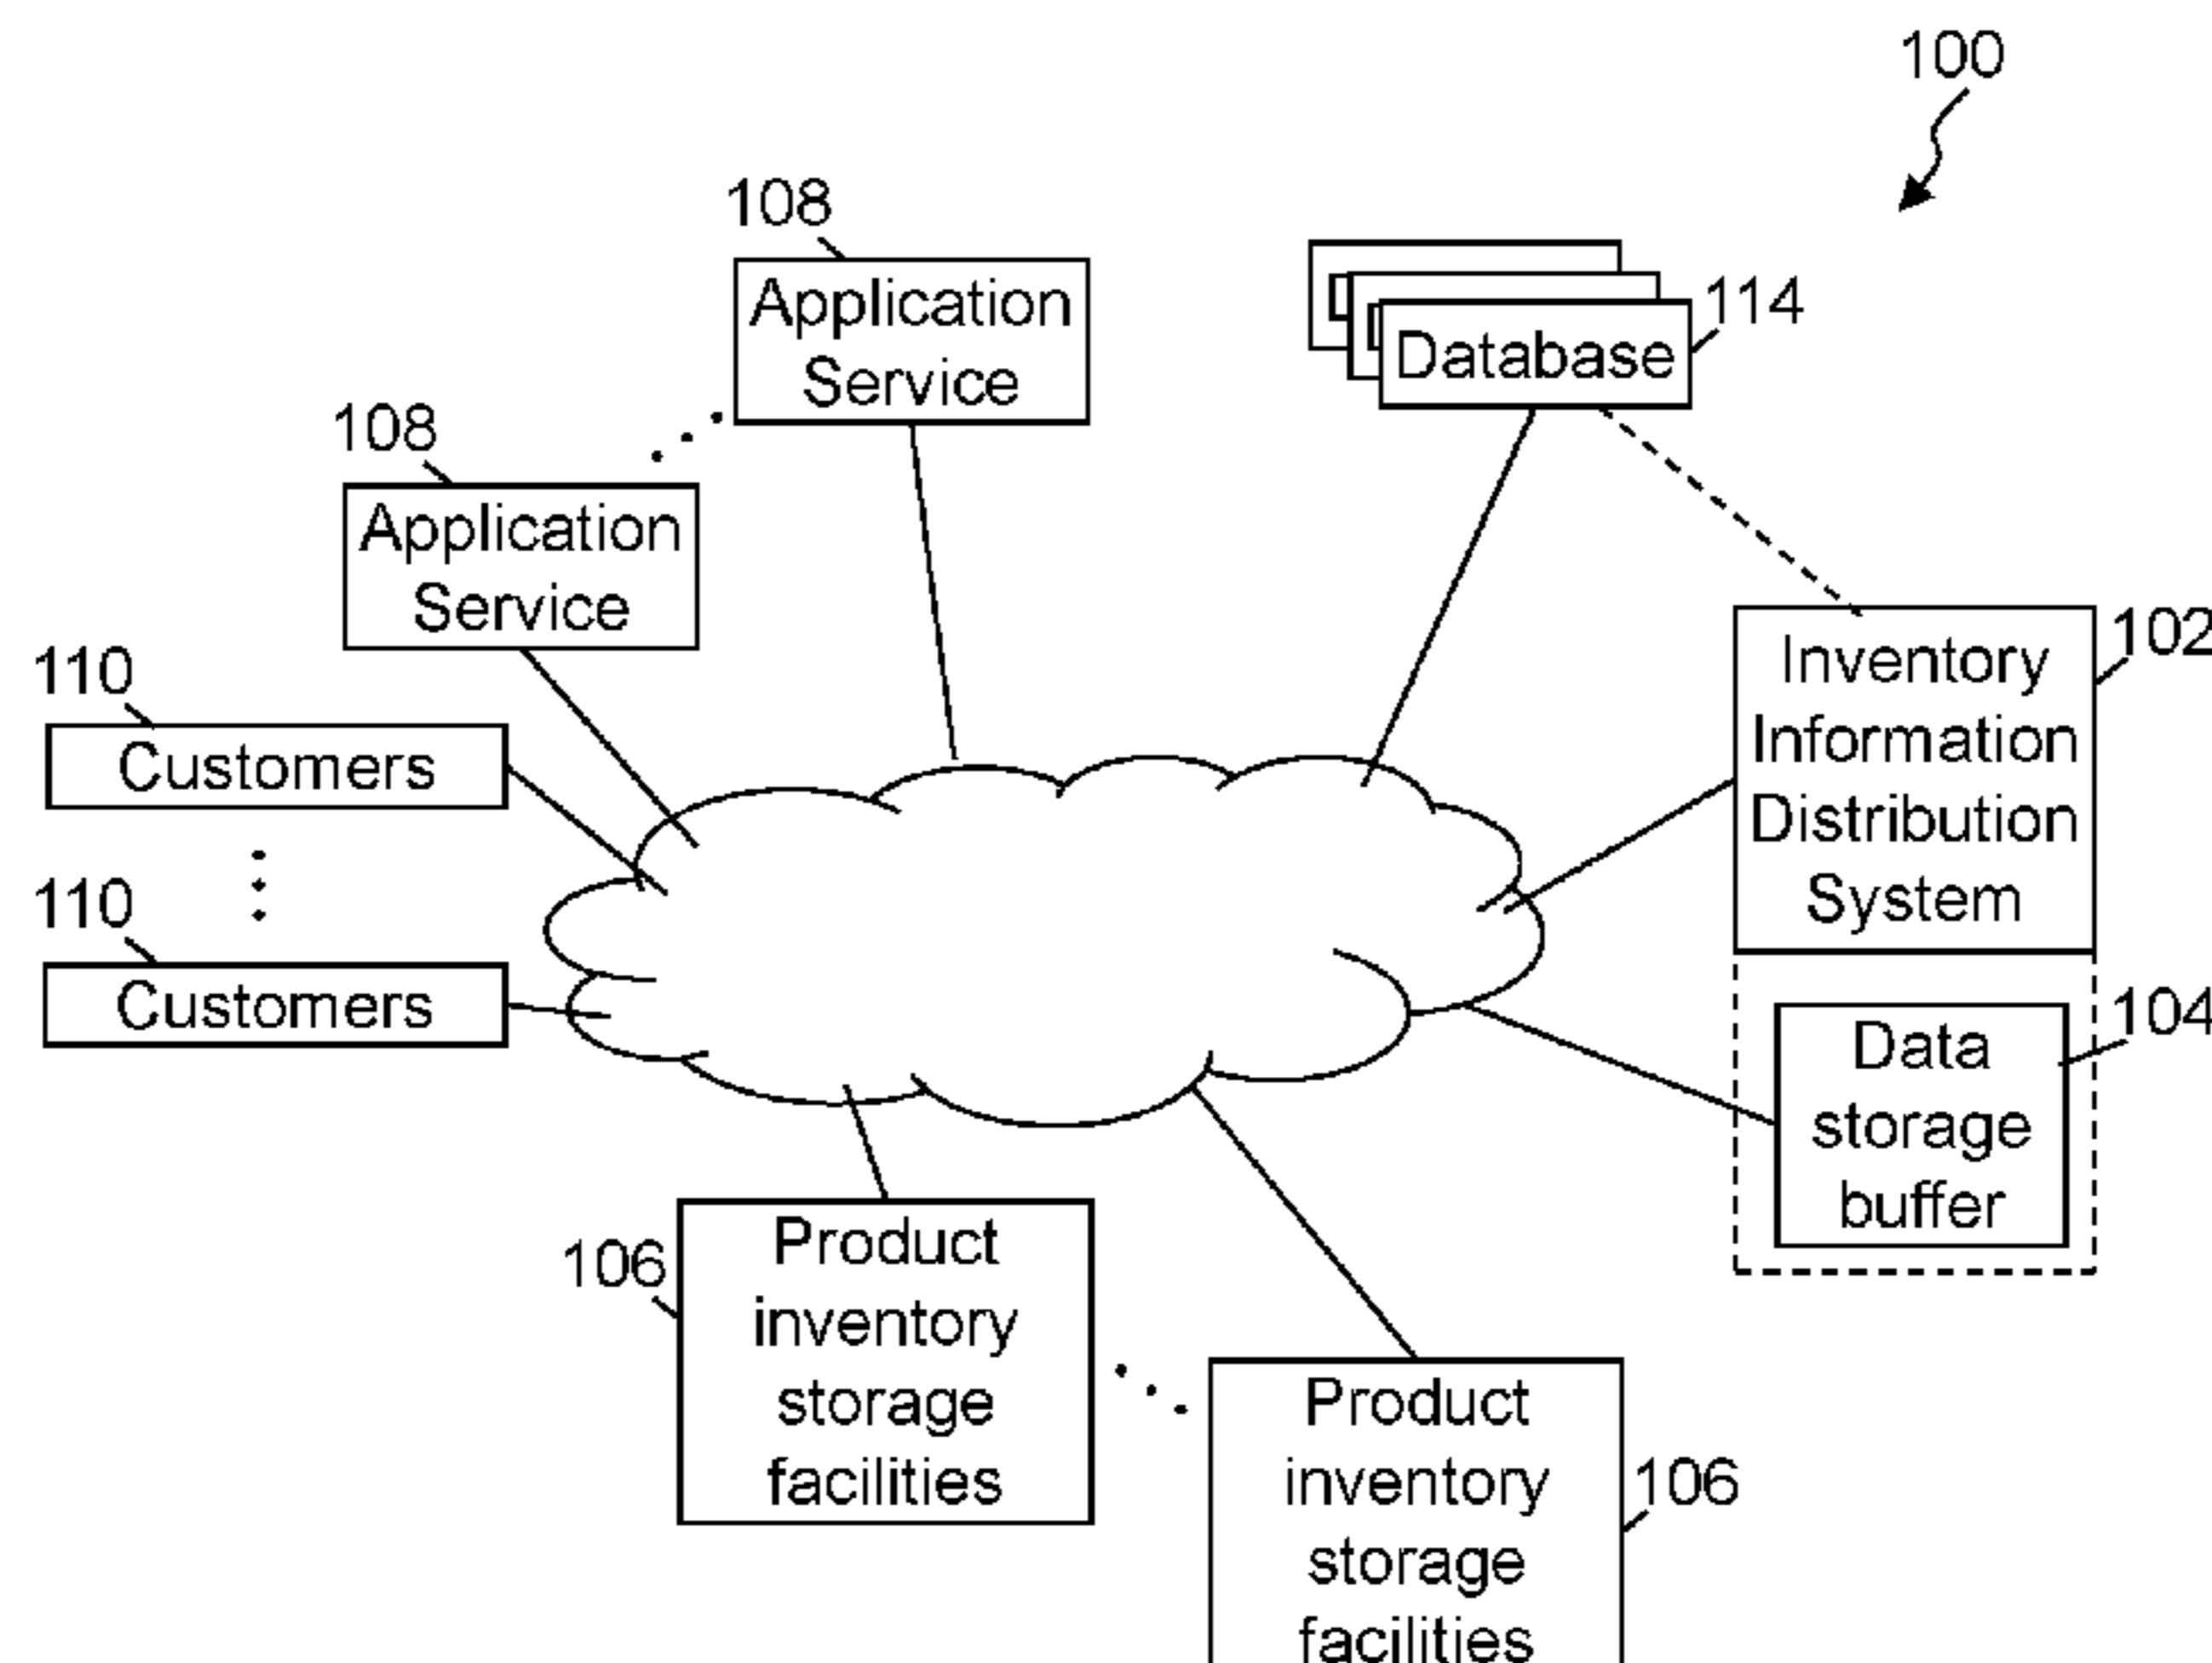 100
108
Application
Service
114
Database
108
Application
Service
102
Inventory
Information
Distribution
System
110
Customers
110
Customers
104
Data
storage
buffer
106
Product
inventory
storage
facilities
Product
inventory
storage
facilities
106